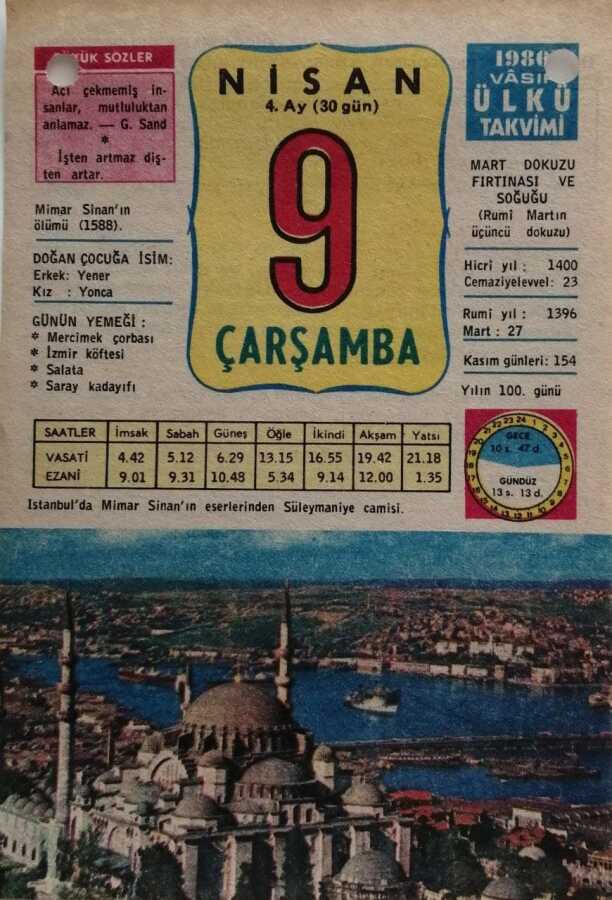 BÜYÜK SÖZLER
Acı çekmemiş in-
sanlar, mutluluktan
anlamaz. — G. Sand
*
İşten artmaz diş-
ten artar.
Mimar Sinan'ın
ölümü (1588).
DOĞAN ÇOCUĞA İSİM:
Erkek: Yener
Kız : Yonca
GÜNÜN YEMEĞİ :
* Mercimek çorbası
* İzmir köftesi
* Salata
* Saray kadayıfı
NİSAN
4. Ay (30 gün)
9
ÇARŞAMBA
VÂSIF
ÜLKÜ
TAKVİMİ
MART DOKUZU
FIRTINASI VE
SOĞUĞU
(Rumî Martın
üçüncü dokuzu)
Hicrî yıl : 1400
Cemaziyelevvel: 23
Rumî yıl : 1396
Mart : 27
Kasım günleri: 154
Yılın 100. günü
SAATLER İmsak Sabah Güneş Öğle İkindi Akşam Yatsı
VASATİ 4.42 5.12 6.29 13.15 16.55 19.42 21.18
EZANİ 9.01 9.31 10.48 5.34 9.14 12.00 1.35
GECE
10 s. 47 d.
GÜNDÜZ
13 s. 13 d.
Istanbul'da Mimar Sinan'ın eserlerinden Süleymaniye camisi.